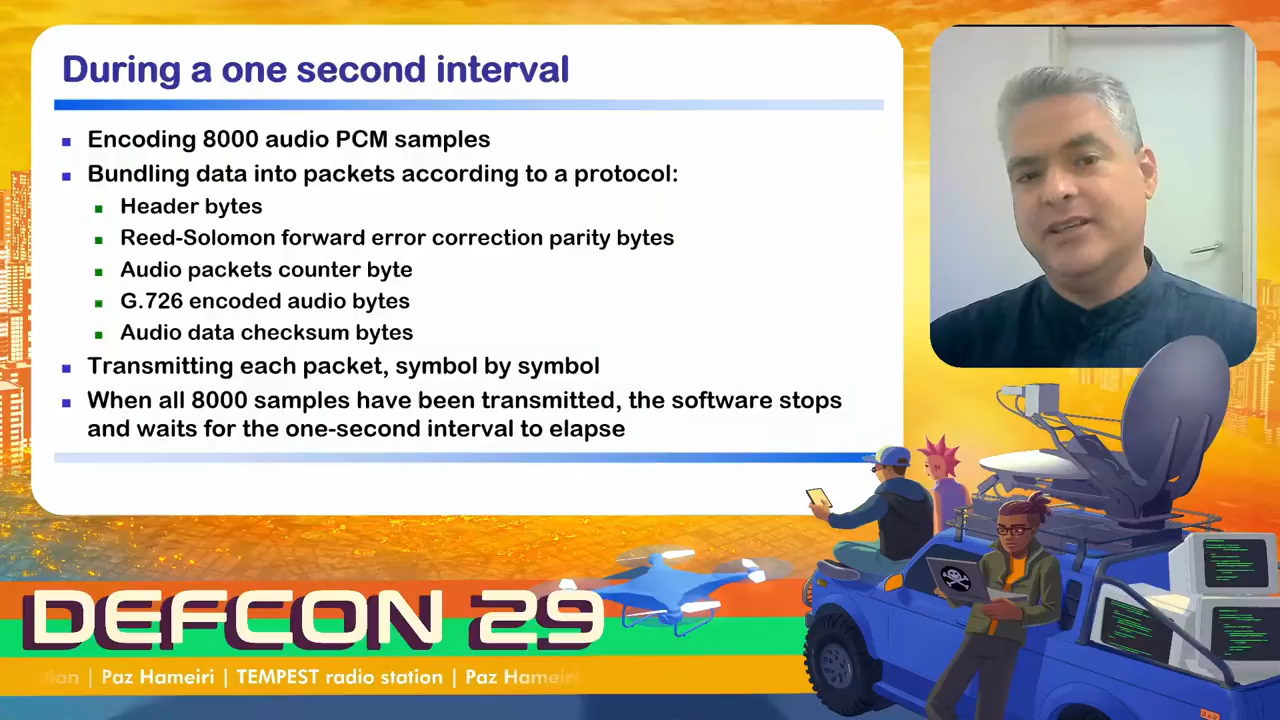 During a one second interval
Encoding 8000 audio PCM samples
Bundling data into packets according to a protocol:
Header bytes
Reed-Solomon forward error correction parity bytes
Audio packets counter byte
G.726 encoded audio bytes
Audio data checksum bytes
Transmitting each packet, symbol by symbol
When all 8000 samples have been transmitted, the software stops
and waits for the one-second interval to elapse
DEFCON 29
ion | Paz Hameiri | TEMPEST radio station | Paz Hameiri